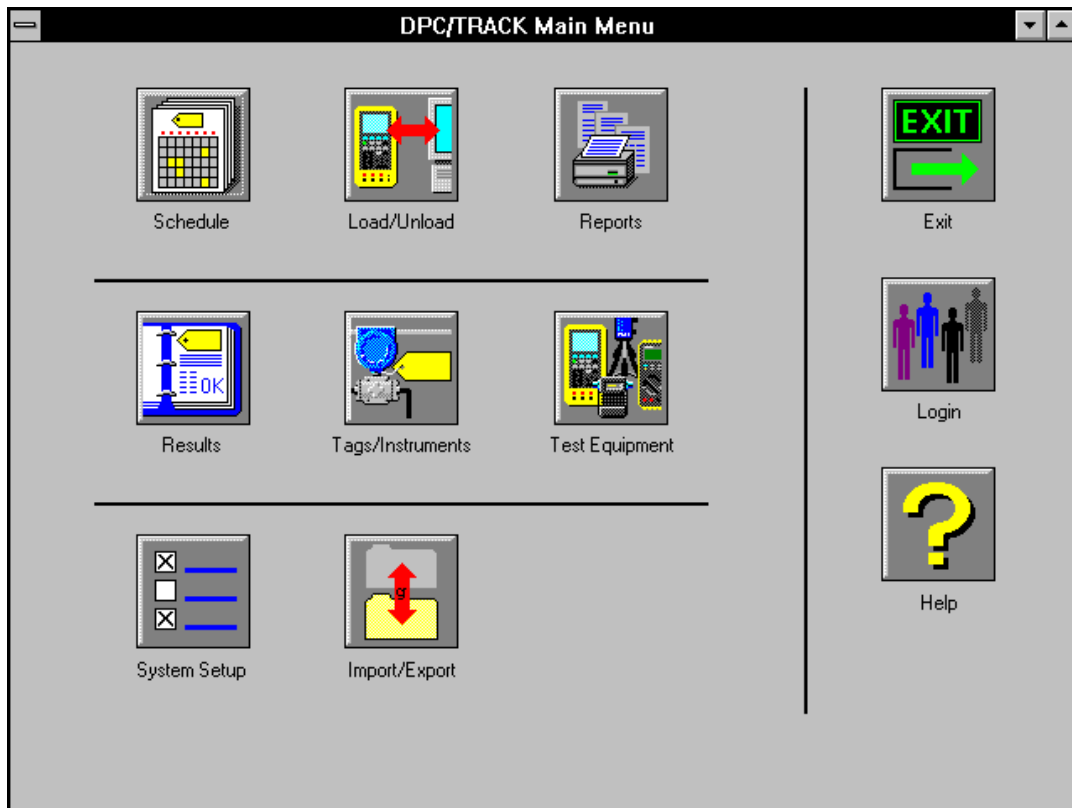 DPC/TRACK Main Menu
Schedule
Load/Unload
Reports
EXIT
Exit
OK
Results
Tags/Instruments
Test Equipment
Login
System Setup
Import/Export
Help